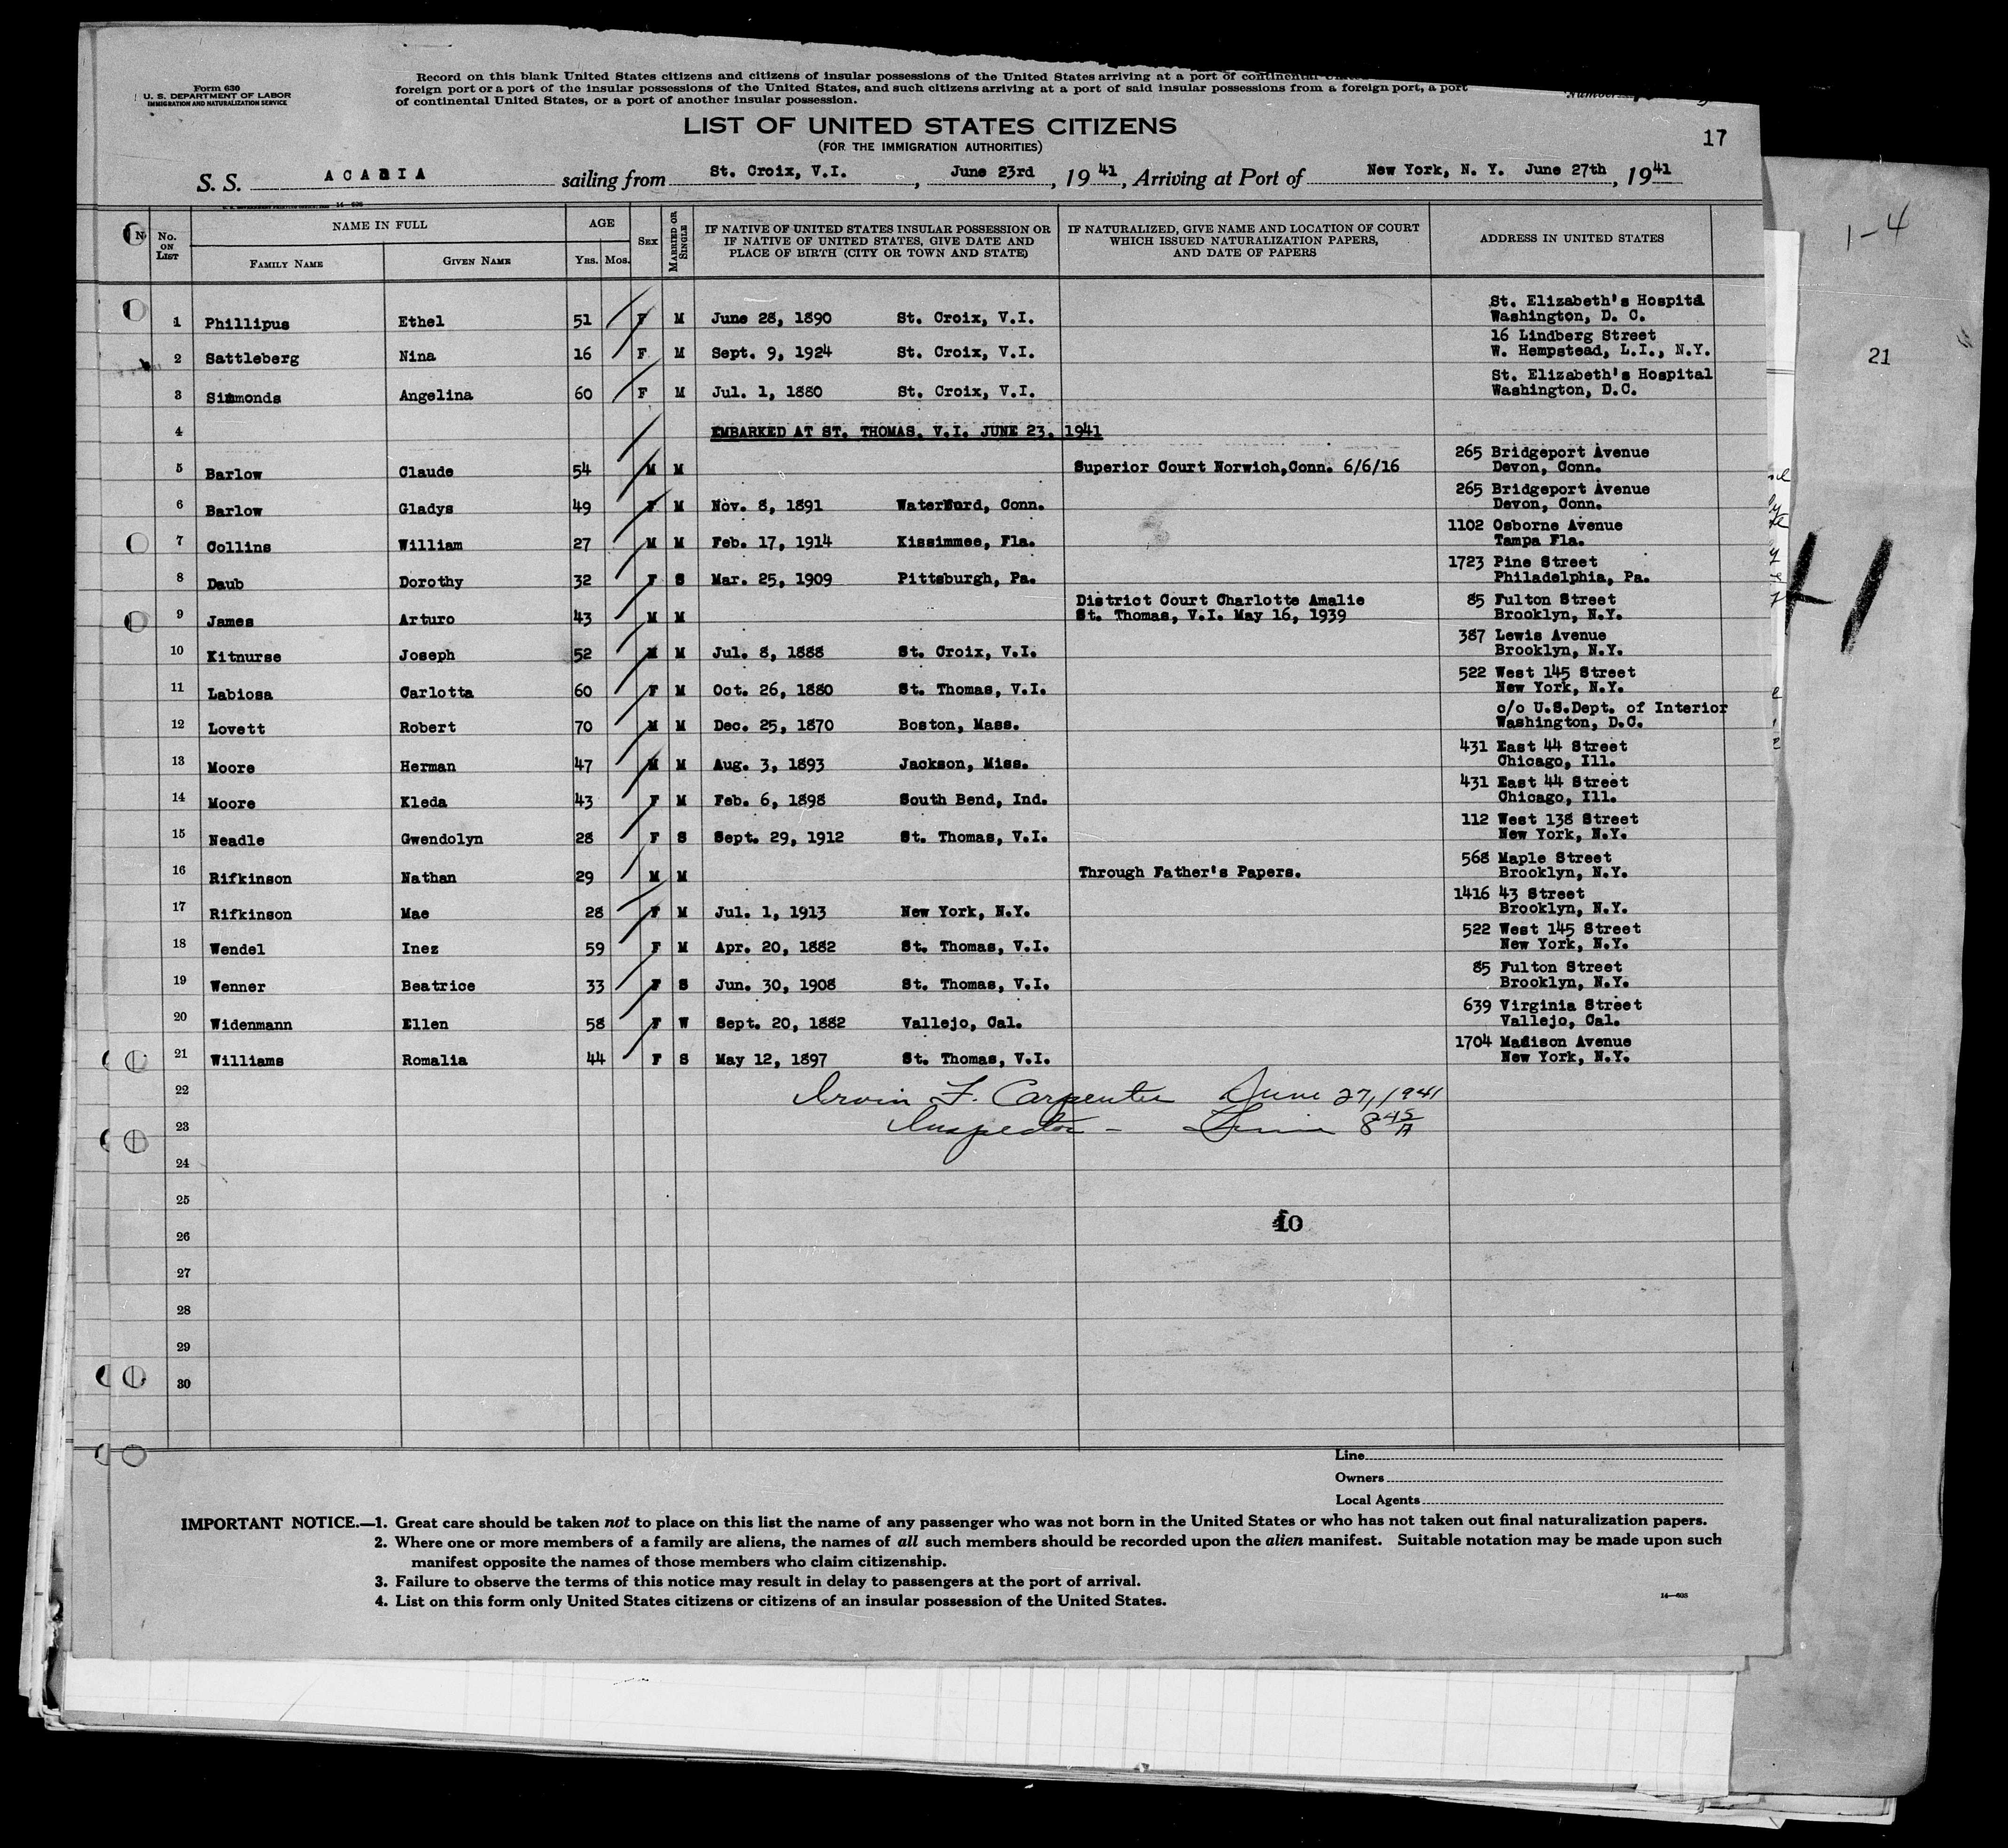 Form 630
U. S. DEPARTMENT OF LABOR
IMMIGRATION AND NATURALIZATION SERVICE
Record on this blank United States citizens and citizens of insular possessions of the United States arriving at a port of continental
foreign port or a port of the insular possessions of the United States, and such citizens arriving at a port of said insular possessions from a foreign port, a port
of continental United States, or a port of another insular possession.
LIST OF UNITED STATES CITIZENS
(FOR THE IMMIGRATION AUTHORITIES)
17
S. S. ACADIA sailing from St. Croix, V.I., June 23rd, 1941, Arriving at Port of New York, N. Y. June 27th, 1941
No. ON LIST
NAME IN FULL
FAMILY NAME GIVEN NAME
AGE
YRS. MOS.
SEX
MARRIED OR SINGLE
IF NATIVE OF UNITED STATES INSULAR POSSESSION OR
IF NATIVE OF UNITED STATES, GIVE DATE AND
PLACE OF BIRTH (CITY OR TOWN AND STATE)
IF NATURALIZED, GIVE NAME AND LOCATION OF COURT
WHICH ISSUED NATURALIZATION PAPERS,
AND DATE OF PAPERS
ADDRESS IN UNITED STATES
St. Elizabeth's Hospital
1 Phillipus Ethel 51 F M June 28, 1890 St. Croix, V.I. Washington, D. C.
16 Lindberg Street
2 Sattleberg Nina 16 F M Sept. 9, 1924 St. Croix, V.I. W. Hempstead, L.I., N.Y.
St. Elizabeth's Hospital
3 Simmonds Angelina 60 F M Jul. 1, 1880 St. Croix, V.I. Washington, D.C.
4 EMBARKED AT ST. THOMAS, V.I. JUNE 23, 1941
265 Bridgeport Avenue
5 Barlow Claude 54 M M Superior Court Norwich,Conn. 6/6/16 Devon, Conn.
265 Bridgeport Avenue
6 Barlow Gladys 49 F M Nov. 8, 1891 Waterford, Conn. Devon, Conn.
1102 Osborne Avenue
7 Collins William 27 M M Feb. 17, 1914 Kissimmee, Fla. Tampa Fla.
1723 Pine Street
8 Daub Dorothy 32 F S Mar. 25, 1909 Pittsburgh, Pa. Philadelphia, Pa.
District Court Charlotte Amalie 85 Fulton Street
9 James Arturo 43 M M St. Thomas, V.I. May 16, 1939 Brooklyn, N.Y.
387 Lewis Avenue
10 Kitnurse Joseph 52 M M Jul. 8, 1888 St. Croix, V.I. Brooklyn, N.Y.
522 West 145 Street
11 Labiosa Carlotta 60 F M Oct. 26, 1880 St. Thomas, V.I. New York, N.Y.
c/o U.S.Dept. of Interior
12 Lovett Robert 70 M M Dec. 25, 1870 Boston, Mass. Washington, D.C.
431 East 44 Street
13 Moore Herman 47 M M Aug. 3, 1893 Jackson, Miss. Chicago, Ill.
431 East 44 Street
14 Moore Kleda 43 F M Feb. 6, 1898 South Bend, Ind. Chicago, Ill.
112 West 138 Street
15 Neadle Gwendolyn 28 F S Sept. 29, 1912 St. Thomas, V.I. New York, N.Y.
568 Maple Street
16 Rifkinson Nathan 29 M M Through Father's Papers. Brooklyn, N.Y.
1416 43 Street
17 Rifkinson Mae 28 F M Jul. 1, 1913 New York, N.Y. Brooklyn, N.Y.
522 West 145 Street
18 Wendel Inez 59 F M Apr. 20, 1882 St. Thomas, V.I. New York, N.Y.
85 Fulton Street
19 Wenner Beatrice 33 F S Jun. 30, 1908 St. Thomas, V.I. Brooklyn, N.Y.
639 Virginia Street
20 Widenmann Ellen 58 F W Sept. 20, 1882 Vallejo, Cal. Vallejo, Cal.
1704 Madison Avenue
21 Williams Romalia 44 F S May 12, 1897 St. Thomas, V.I. New York, N.Y.
22 Irvin F. Carpenter June 27, 1941
23 Inspector - Time 8 45/A
24
25
26
27
28
29
30
10
Line
Owners
Local Agents
IMPORTANT NOTICE.—1. Great care should be taken not to place on this list the name of any passenger who was not born in the United States or who has not taken out final naturalization papers.
2. Where one or more members of a family are aliens, the names of all such members should be recorded upon the alien manifest. Suitable notation may be made upon such
manifest opposite the names of those members who claim citizenship.
3. Failure to observe the terms of this notice may result in delay to passengers at the port of arrival.
4. List on this form only United States citizens or citizens of an insular possession of the United States.
1-4
21